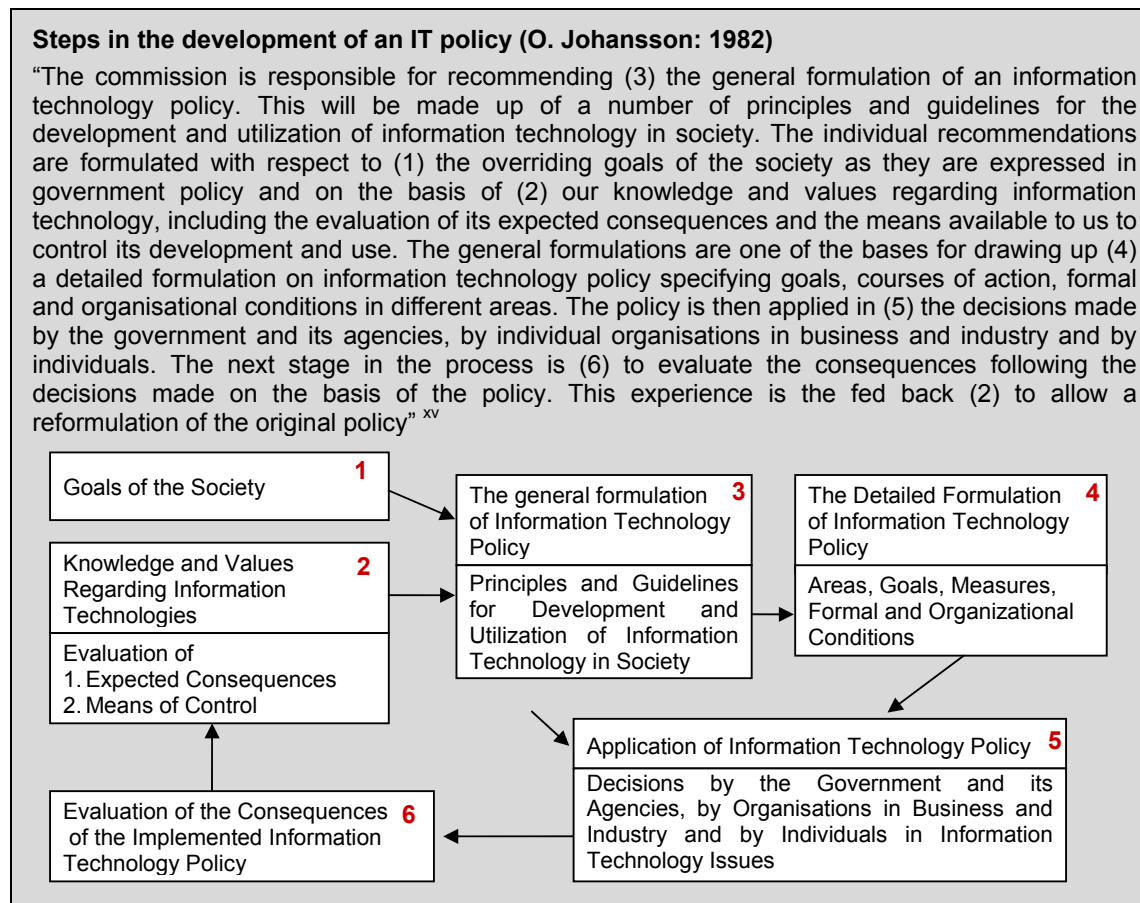 Steps in the development of an IT policy (O. Johansson: 1982)
“The commission is responsible for recommending (3) the general formulation of an information
technology policy. This will be made up of a number of principles and guidelines for the
development and utilization of information technology in society. The individual recommendations
are formulated with respect to (1) the overriding goals of the society as they are expressed in
government policy and on the basis of (2) our knowledge and values regarding information
technology, including the evaluation of its expected consequences and the means available to us to
control its development and use. The general formulations are one of the bases for drawing up (4)
a detailed formulation on information technology policy specifying goals, courses of action, formal
and organisational conditions in different areas. The policy is then applied in (5) the decisions made
by the government and its agencies, by individual organisations in business and industry and by
individuals. The next stage in the process is (6) to evaluate the consequences following the
decisions made on the basis of the policy. This experience is the fed back (2) to allow a
reformulation of the original policy” xv
Goals of the Society 1
Knowledge and Values 2
Regarding Information
Technologies
Evaluation of
1. Expected Consequences
2. Means of Control
The general formulation 3
of Information Technology
Policy
Principles and Guidelines
for Development and
Utilization of Information
Technology in Society
The Detailed Formulation 4
of Information Technology
Policy
Areas, Goals, Measures,
Formal and Organizational
Conditions
Application of Information Technology Policy 5
Decisions by the Government and its
Agencies, by Organisations in Business and
Industry and by Individuals in Information
Technology Issues
Evaluation of the Consequences 6
of the Implemented Information
Technology Policy